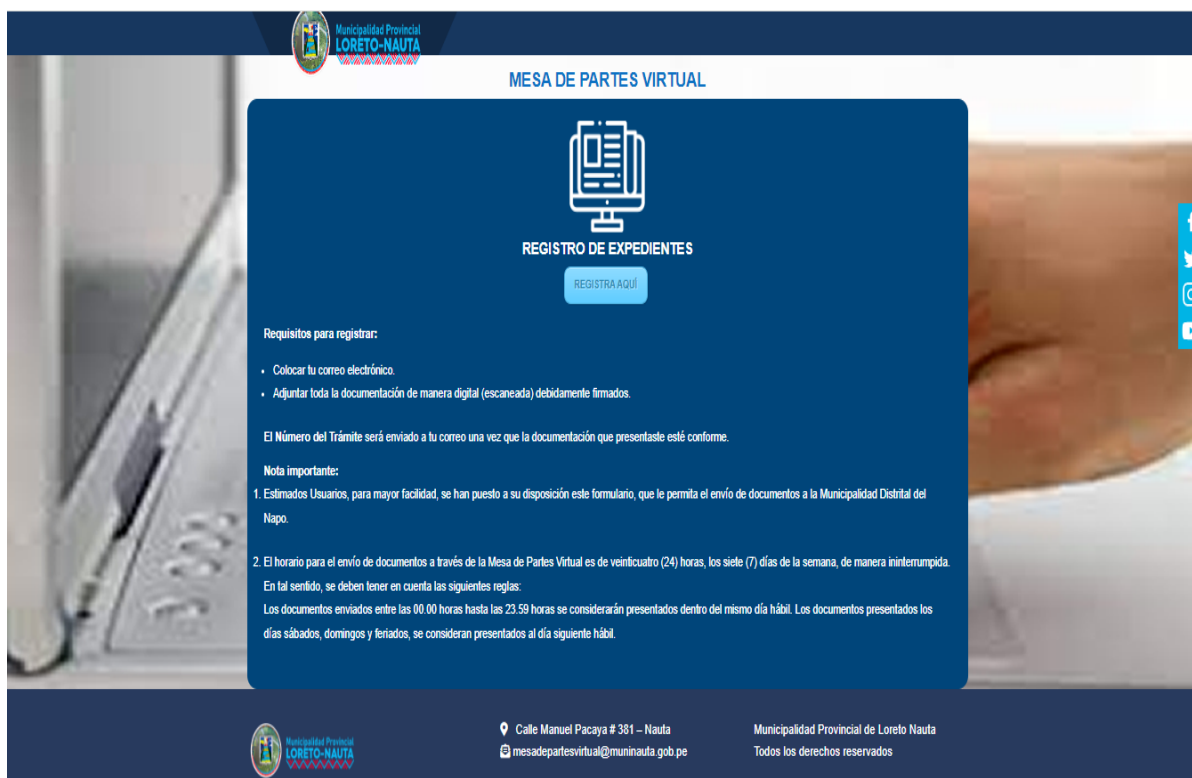 Municipalidad Provincial
LORETO-NAUTA
MESA DE PARTES VIRTUAL
REGISTRO DE EXPEDIENTES
REGISTRA AQUÍ
Requisitos para registrar:
• Colocar tu correo electrónico.
• Adjuntar toda la documentación de manera digital (escaneada) debidamente firmados.
El Número del Trámite será enviado a tu correo una vez que la documentación que presentaste esté conforme.
Nota importante:
1. Estimados Usuarios, para mayor facilidad, se han puesto a su disposición este formulario, que le permita el envío de documentos a la Municipalidad Distrital del
Napo.
2. El horario para el envío de documentos a través de la Mesa de Partes Virtual es de veinticuatro (24) horas, los siete (7) días de la semana, de manera ininterrumpida.
En tal sentido, se deben tener en cuenta las siguientes reglas:
Los documentos enviados entre las 00.00 horas hasta las 23.59 horas se considerarán presentados dentro del mismo día hábil. Los documentos presentados los
días sábados, domingos y feriados, se consideran presentados al día siguiente hábil.
Municipalidad Provincial
LORETO-NAUTA
Calle Manuel Pacaya # 381 – Nauta
mesadepartesvirtual@muninauta.gob.pe
Municipalidad Provincial de Loreto Nauta
Todos los derechos reservados